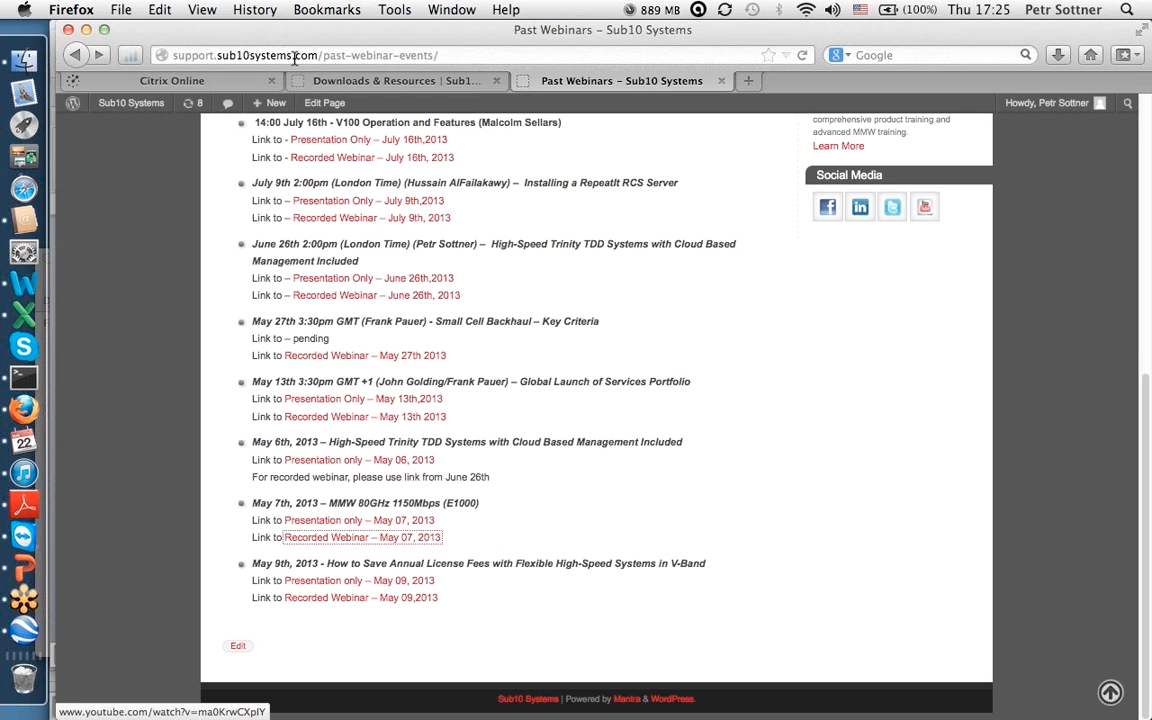 Firefox File Edit View History Bookmarks Tools Window Help 889 MB (100%) Thu 17:25 Petr Sottner
Past Webinars – Sub10 Systems
support.sub10systems.com/past-webinar-events/ Google
Citrix Online Downloads & Resources | Sub1... Past Webinars – Sub10 Systems
Sub10 Systems 8 New Edit Page Howdy, Petr Sottner
14:00 July 16th - V100 Operation and Features (Malcolm Sellars)
Link to - Presentation Only – July 16th,2013
Link to - Recorded Webinar – July 16th, 2013
July 9th 2:00pm (London Time) (Hussain AlFailakawy) – Installing a RepeatIt RCS Server
Link to – Presentation Only – July 9th,2013
Link to – Recorded Webinar – July 9th, 2013
June 26th 2:00pm (London Time) (Petr Sottner) – High-Speed Trinity TDD Systems with Cloud Based
Management Included
Link to – Presentation Only – June 26th,2013
Link to – Recorded Webinar – June 26th, 2013
May 27th 3:30pm GMT (Frank Pauer) - Small Cell Backhaul – Key Criteria
Link to – pending
Link to Recorded Webinar – May 27th 2013
May 13th 3:30pm GMT +1 (John Golding/Frank Pauer) – Global Launch of Services Portfolio
Link to Presentation Only – May 13th,2013
Link to Recorded Webinar – May 13th 2013
May 6th, 2013 – High-Speed Trinity TDD Systems with Cloud Based Management Included
Link to Presentation only – May 06, 2013
For recorded webinar, please use link from June 26th
May 7th, 2013 – MMW 80GHz 1150Mbps (E1000)
Link to Presentation only – May 07, 2013
Link to Recorded Webinar – May 07, 2013
May 9th, 2013 - How to Save Annual License Fees with Flexible High-Speed Systems in V-Band
Link to Presentation only – May 09, 2013
Link to Recorded Webinar – May 09,2013
Edit
comprehensive product training and
advanced MMW training.
Learn More
Social Media
Sub10 Systems | Powered by Mantra & WordPress.
www.youtube.com/watch?v=ma0KrwCXpIY
22